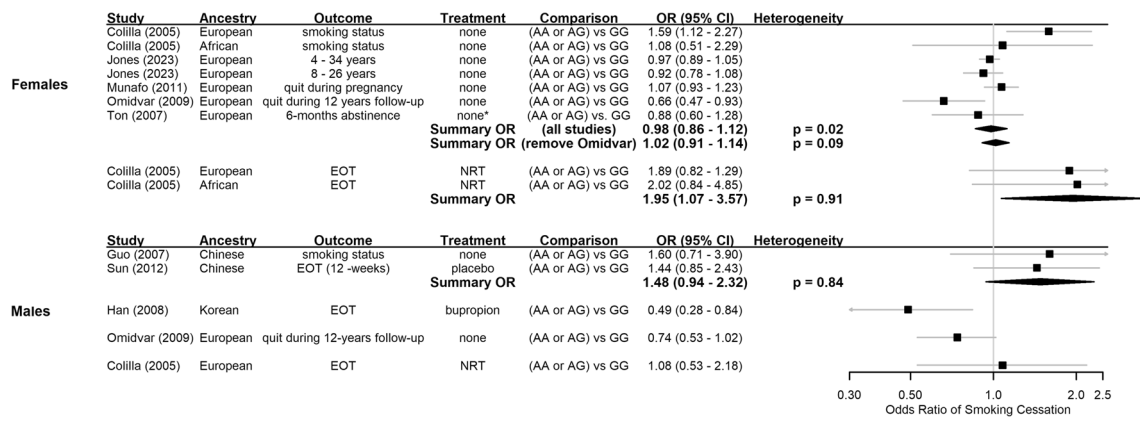 Study Ancestry Outcome Treatment Comparison OR (95% CI) Heterogeneity
Colilla (2005) European smoking status none (AA or AG) vs GG 1.59 (1.12 - 2.27)
Colilla (2005) African smoking status none (AA or AG) vs GG 1.08 (0.51 - 2.29)
Jones (2023) European 4 - 34 years none (AA or AG) vs GG 0.97 (0.89 - 1.05)
Females
Jones (2023) European 8 - 26 years none (AA or AG) vs GG 0.92 (0.78 - 1.08)
Munafo (2011) European quit during pregnancy none (AA or AG) vs GG 1.07 (0.93 - 1.23)
Omidvar (2009) European quit during 12 years follow-up none (AA or AG) vs GG 0.66 (0.47 - 0.93)
Ton (2007) European 6-months abstinence none* (AA or AG) vs. GG 0.88 (0.60 - 1.28)
Summary OR (all studies) 0.98 (0.86 - 1.12) p = 0.02
Summary OR (remove Omidvar) 1.02 (0.91 - 1.14) p = 0.09
Colilla (2005) European EOT NRT (AA or AG) vs GG 1.89 (0.82 - 1.29)
Colilla (2005) African EOT NRT (AA or AG) vs GG 2.02 (0.84 - 4.85)
Summary OR 1.95 (1.07 - 3.57) p = 0.91
Study Ancestry Outcome Treatment Comparison OR (95% CI) Heterogeneity
Guo (2007) Chinese smoking status none (AA or AG) vs GG 1.60 (0.71 - 3.90)
Sun (2012) Chinese EOT (12 -weeks) placebo (AA or AG) vs GG 1.44 (0.85 - 2.43)
Summary OR 1.48 (0.94 - 2.32) p = 0.84
Males
Han (2008) Korean EOT bupropion (AA or AG) vs GG 0.49 (0.28 - 0.84)
Omidvar (2009) European quit during 12-years follow-up none (AA or AG) vs GG 0.74 (0.53 - 1.02)
Colilla (2005) European EOT NRT (AA or AG) vs GG 1.08 (0.53 - 2.18)
0.30 0.50 1.0 2.0 2.5
Odds Ratio of Smoking Cessation